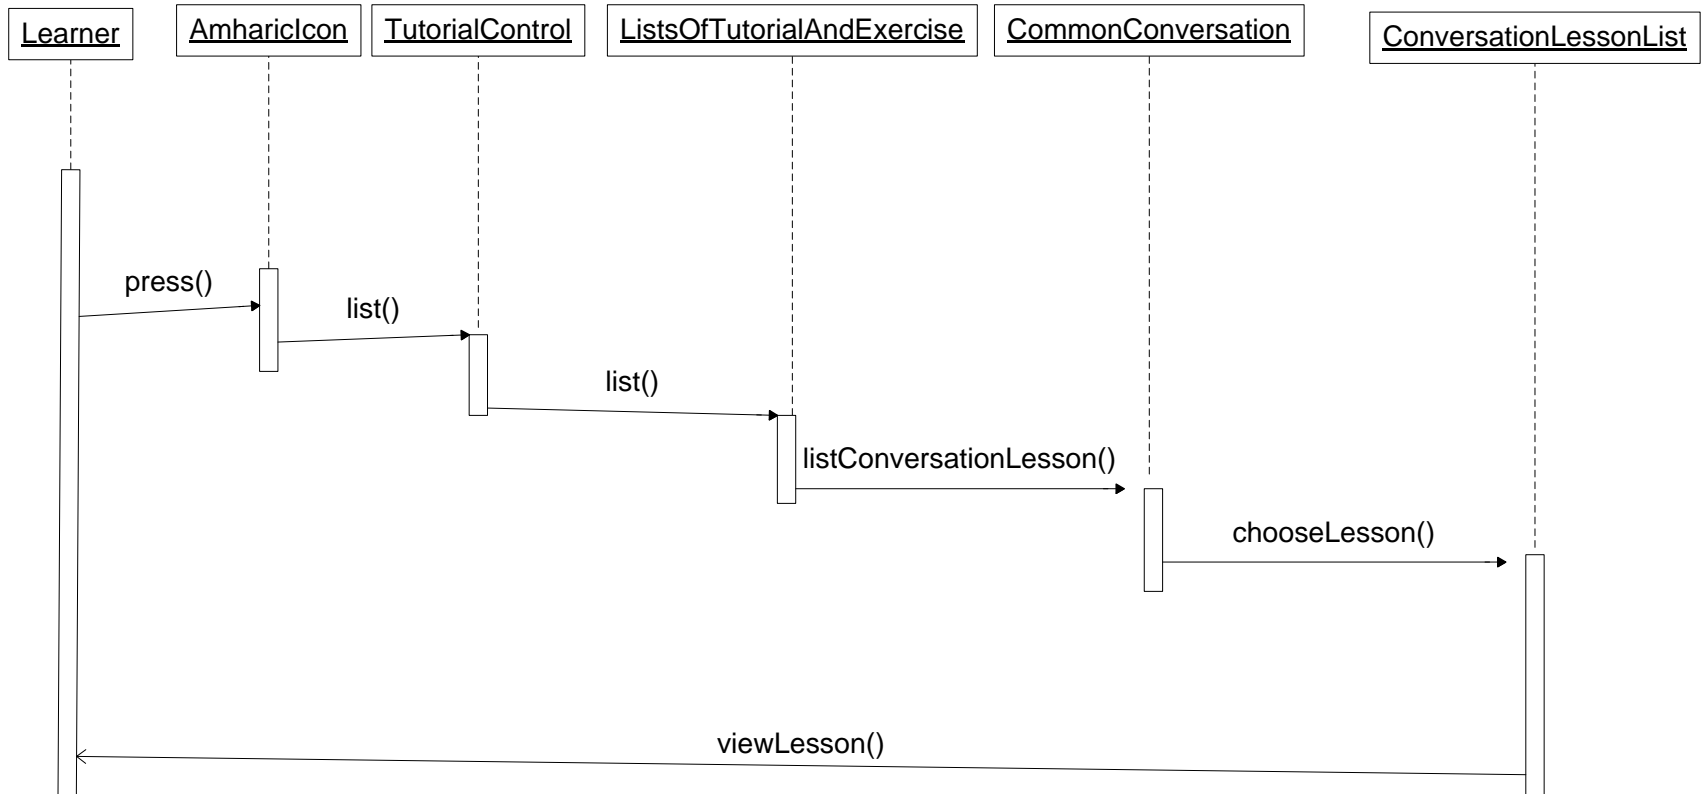 Learner
AmharicIcon
TutorialControl
ListsOfTutorialAndExercise
CommonConversation
ConversationLessonList
press()
list()
list()
listConversationLesson()
chooseLesson()
viewLesson()